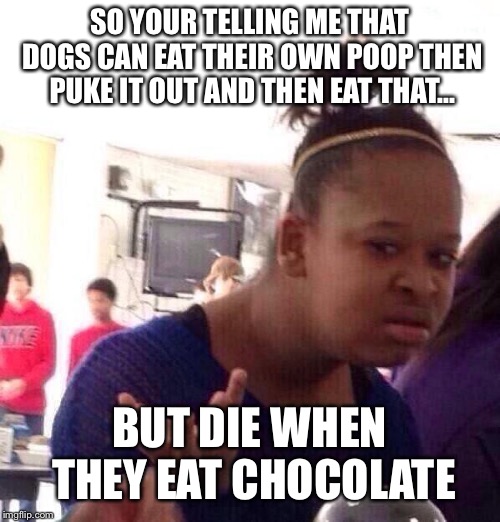 SO YOUR TELLING ME THAT
DOGS CAN EAT THEIR OWN POOP THEN
PUKE IT OUT AND THEN EAT THAT...
BUT DIE WHEN
THEY EAT CHOCOLATE
imgflip.com